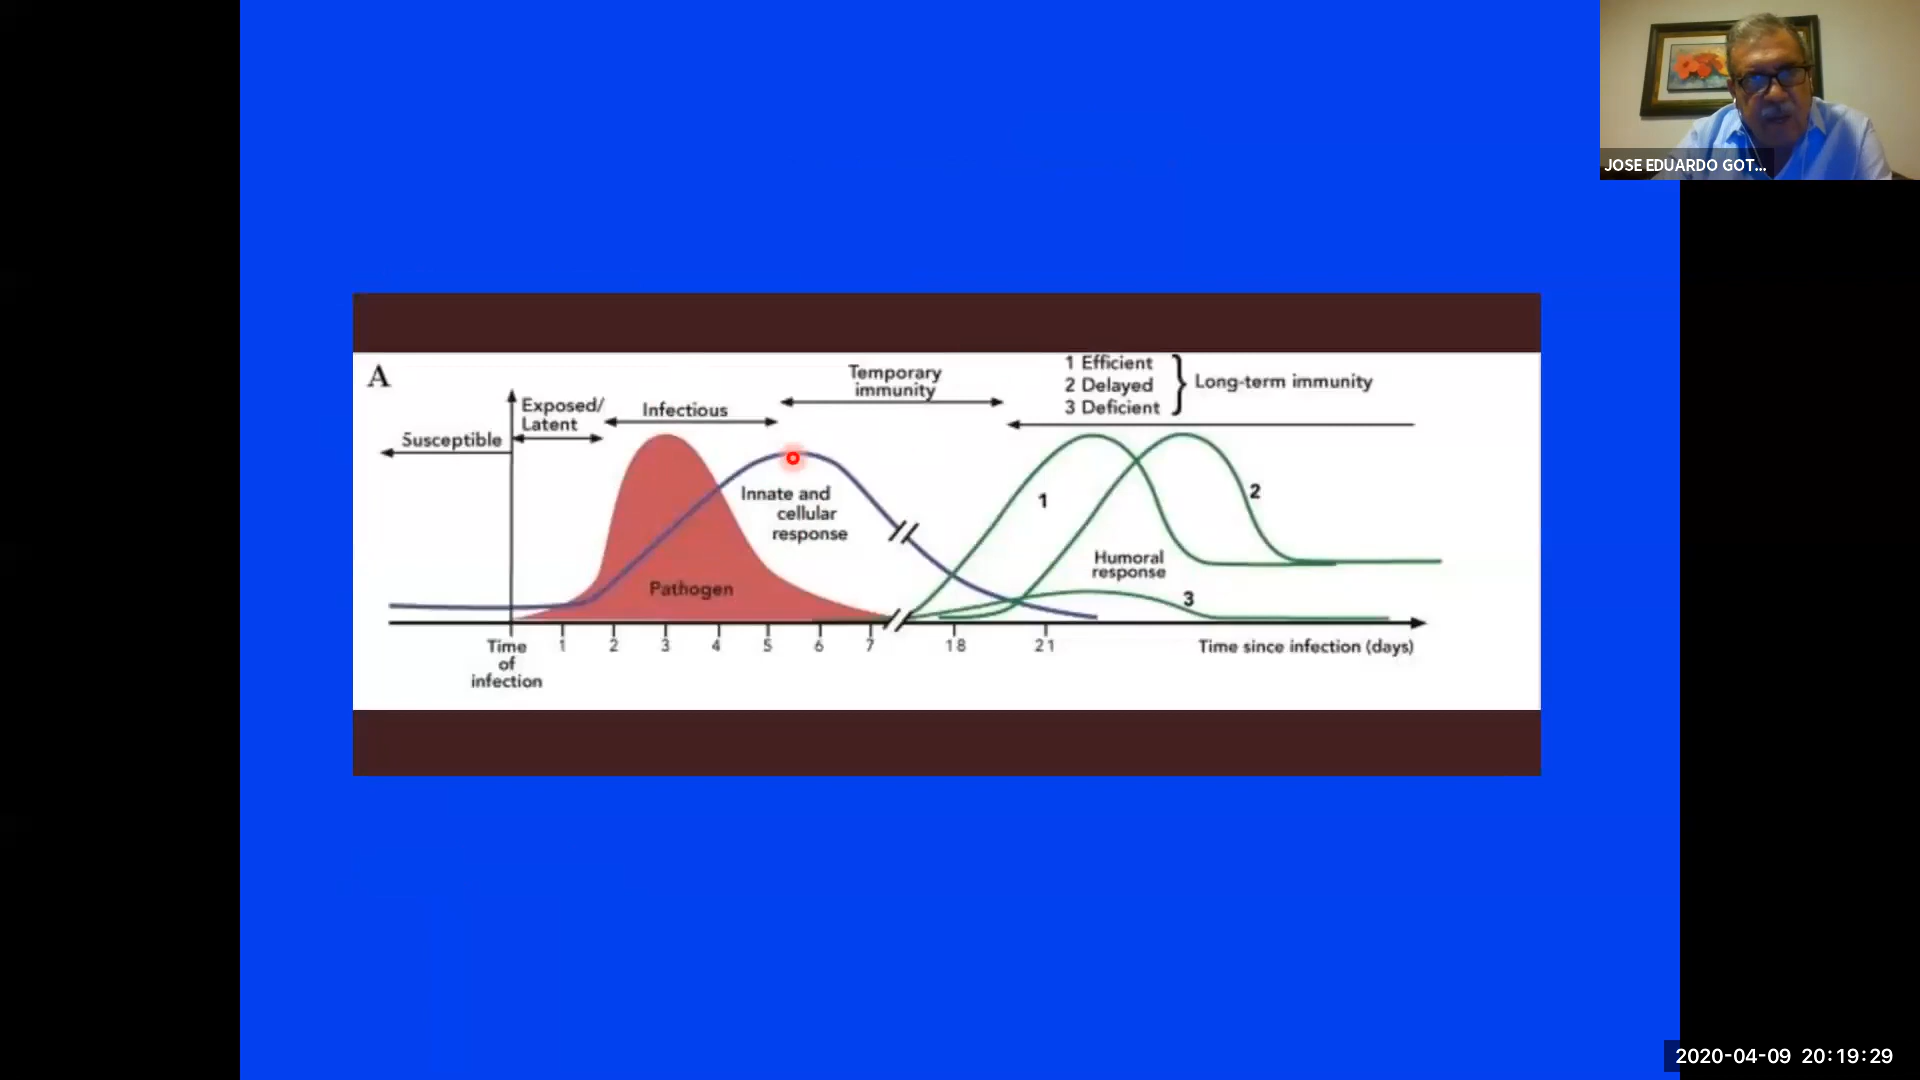 JOSE EDUARDO GOT...
A
Susceptible
Exposed/
Latent
Infectious
Temporary
immunity
1 Efficient
2 Delayed
3 Deficient
Long-term immunity
Innate and
cellular
response
Pathogen
1
2
Humoral
response
3
Time
of
infection
1 2 3 4 5 6 7 18 21
Time since infection (days)
2020-04-09 20:19:29